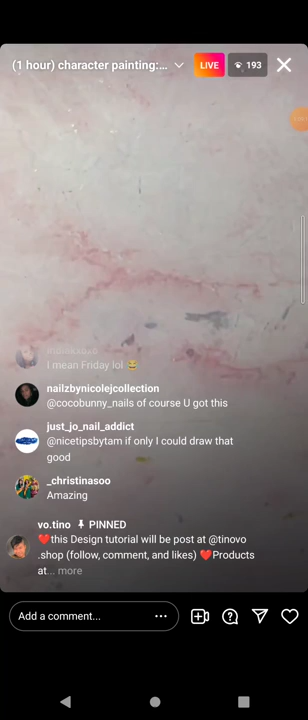 (1 hour) character painting:...
LIVE
193
I mean Friday lol 😂
nailzbynicolejcollection
@cocobunny_nails of course U got this
just_jo_nail_addict
@nicetipsbytam if only I could draw that
good
_christinasoo
Amazing
vo.tino PINNED
❤️this Design tutorial will be post at @tinovo
.shop (follow, comment, and likes) ❤️Products
at... more
Add a comment...